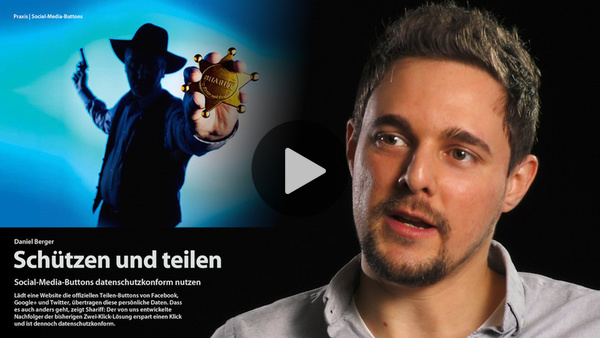 Praxis | Social-Media-Buttons
SHARIFF
Daniel Berger
Schützen und teilen
Social-Media-Buttons datenschutzkonform nutzen
Lädt eine Website die offiziellen Teilen-Buttons von Facebook,
Google+ und Twitter, übertragen diese persönliche Daten. Dass
es auch anders geht, zeigt Shariff: Der von uns entwickelte
Nachfolger der bisherigen Zwei-Klick-Lösung erspart einen Klick
und ist dennoch datenschutzkonform.